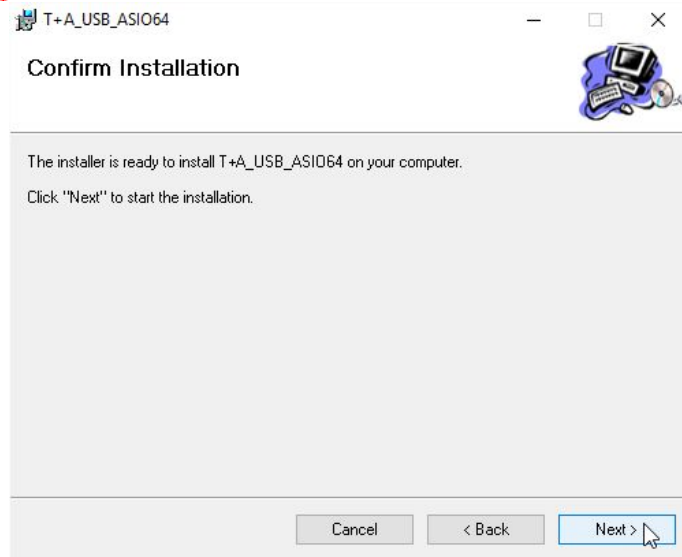 T+A_USB_ASIO64
Confirm Installation
The installer is ready to install T+A_USB_ASIO64 on your computer.
Click "Next" to start the installation.
Cancel
< Back
Next >